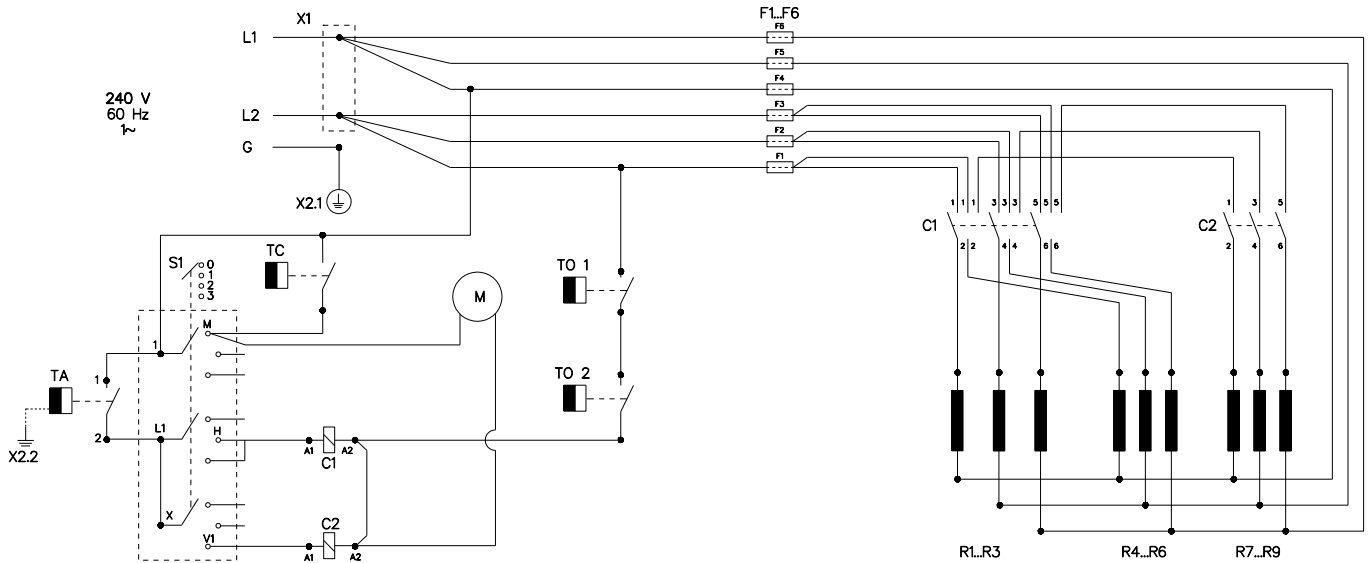 F1...F6
X1
F6
L1
F5
F4
240 V
60 Hz
1~
L2
F3
F2
G
F1
X2.1
1 1 1 3 3 3 5 5 5
1 3 5
C1
C2
2 2 4 4 6 6
2 4 6
TC
S1
0
1
2
3
TO 1
M
M
1
TA
1
TO 2
2
L1
H
X2.2
A1
A2
C1
X
V1
C2
A1
A2
R1...R3
R4...R6
R7...R9